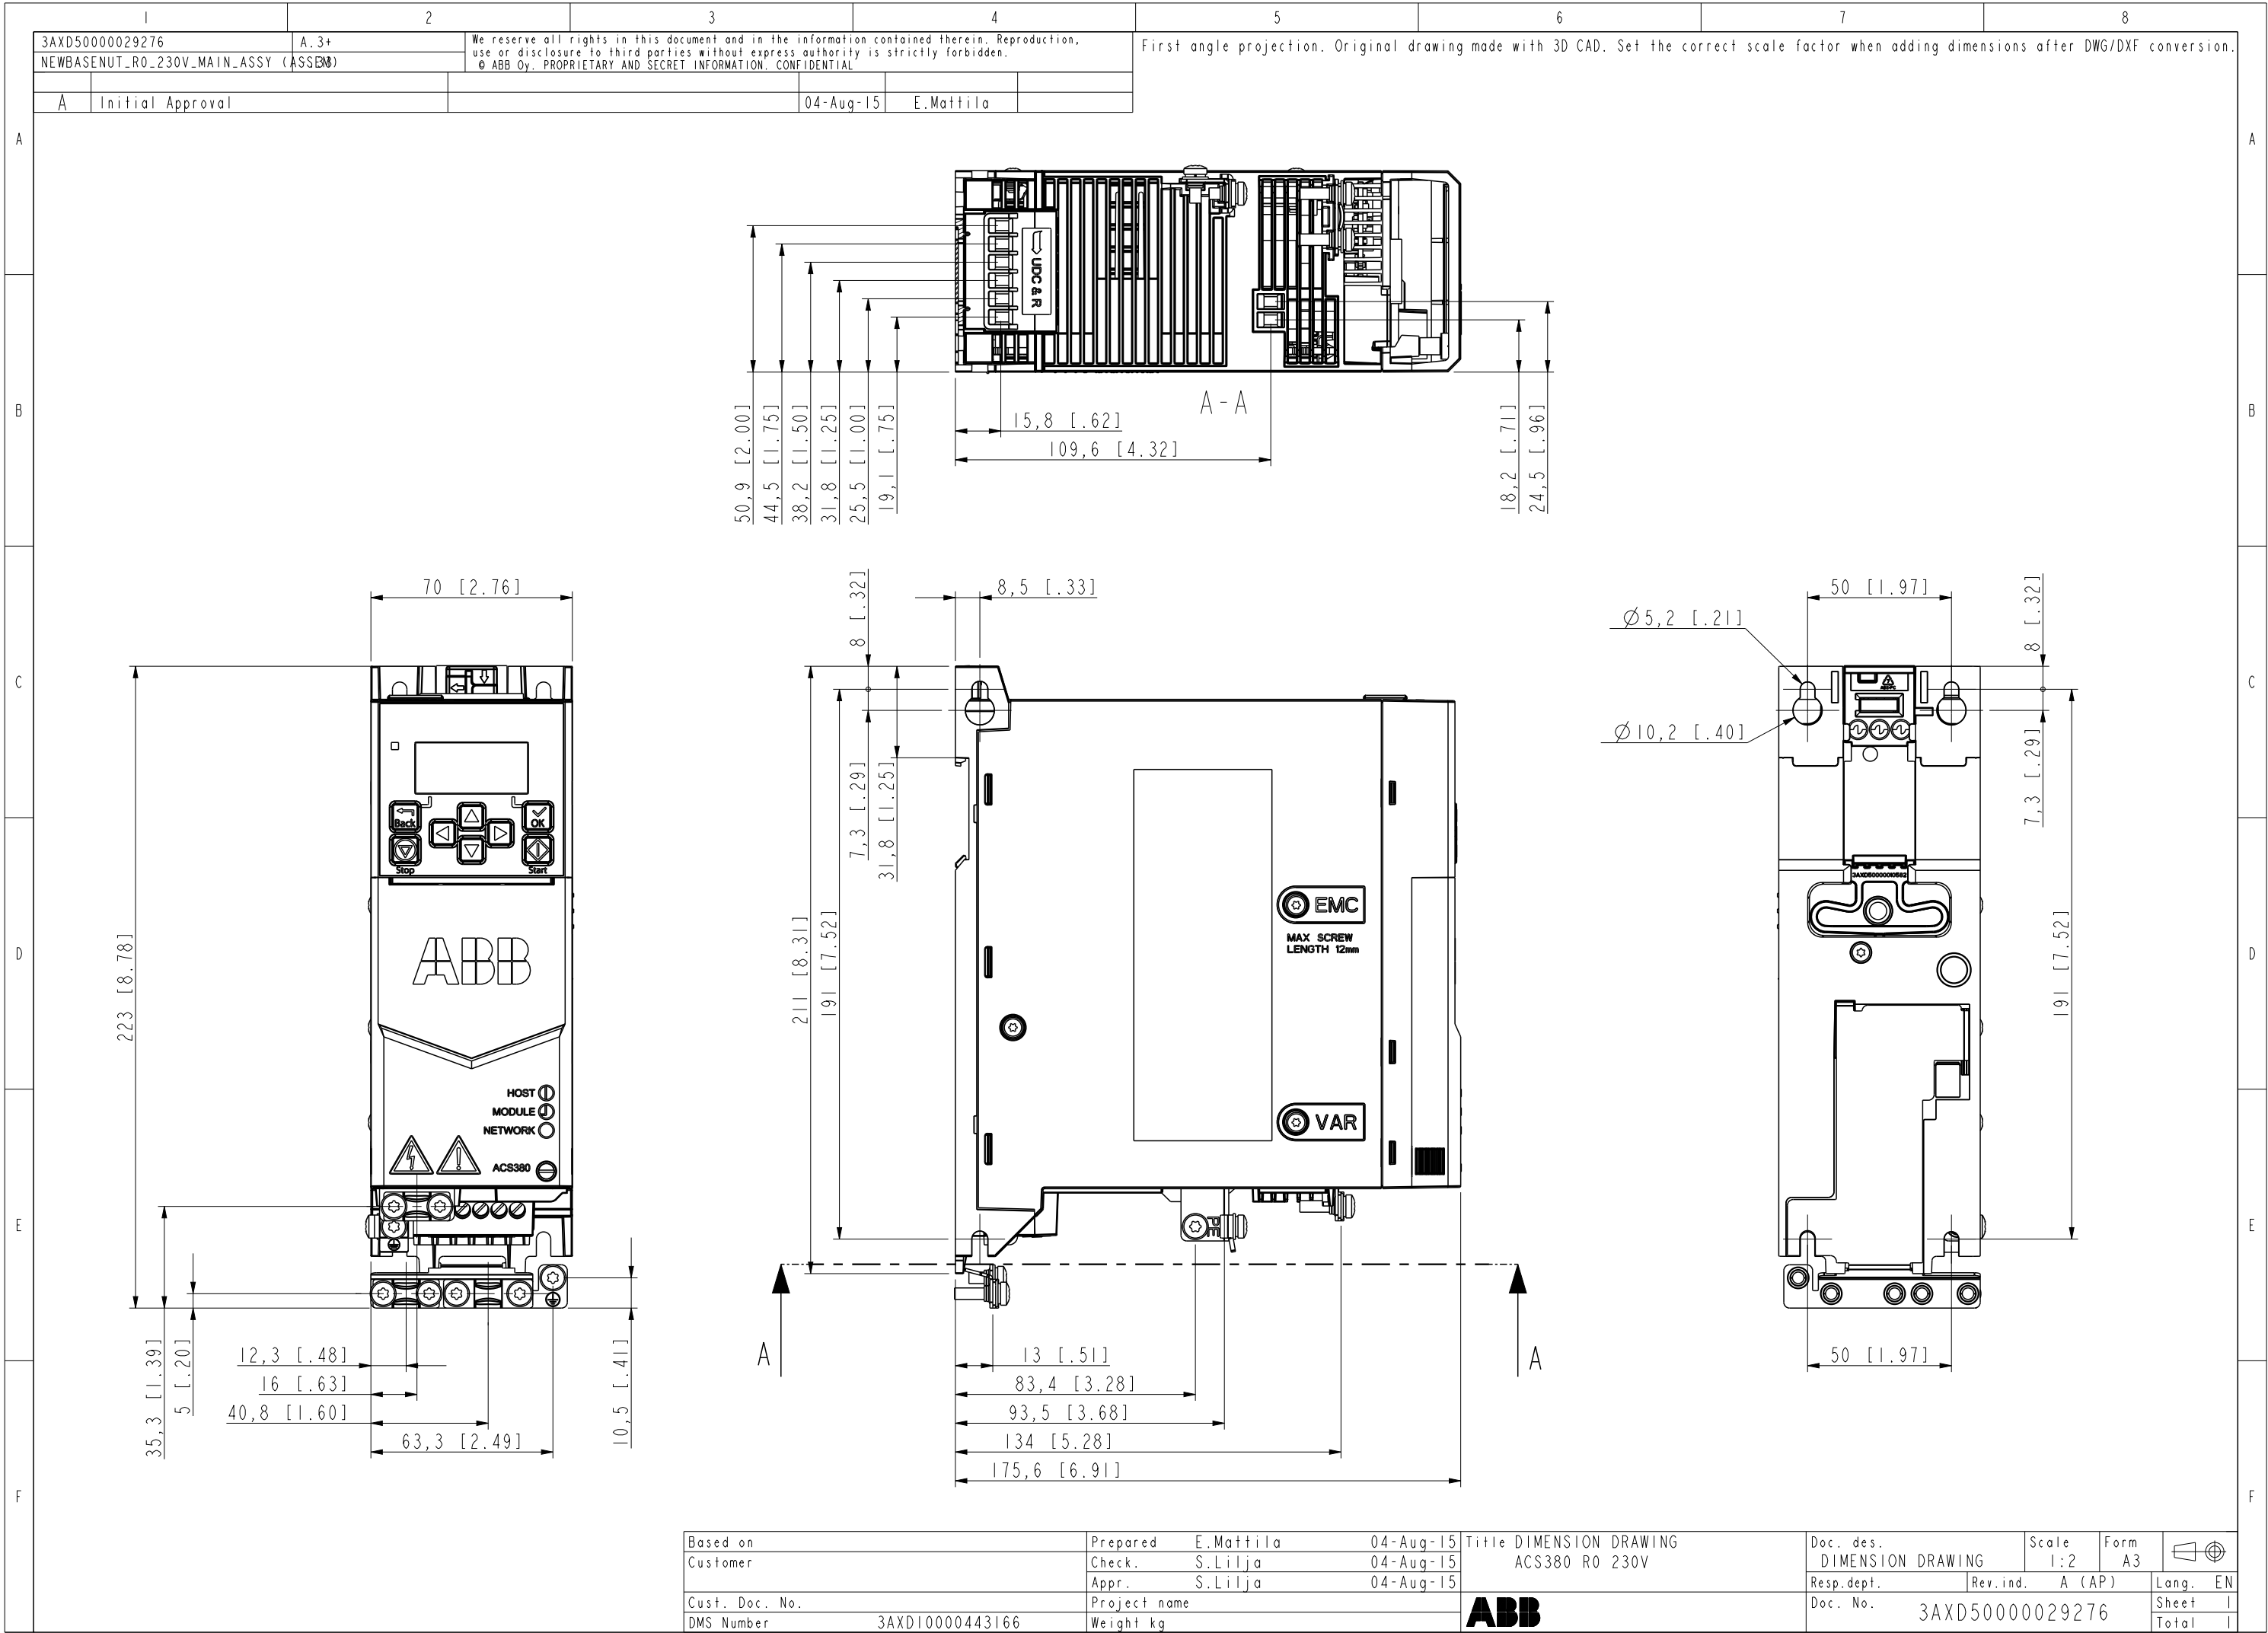 1 2 3 4 5 6 7 8
3AXD50000029276 A.3+
We reserve all rights in this document and in the information contained therein. Reproduction,
use or disclosure to third parties without express authority is strictly forbidden.
© ABB Oy. PROPRIETARY AND SECRET INFORMATION. CONFIDENTIAL
NEWBASENUT_R0_230V_MAIN_ASSY
First angle projection. Original drawing made with 3D CAD. Set the correct scale factor when adding dimensions after DWG/DXF conversion.
A Initial Approval 04-Aug-15 E.Mattila
A A
B B
C C
D D
E E
F F
UDC & R
A-A
15,8 [.62]
109,6 [4.32]
50,9 [2.00]
44,5 [1.75]
38,2 [1.50]
31,8 [1.25]
25,5 [1.00]
19,1 [.75]
18,2 [.71]
24,5 [.96]
70 [2.76]
223 [8.78]
Back
OK
Stop
Start
ABB
HOST
MODULE
NETWORK
ACS380
35,3 [1.39]
5 [.20]
12,3 [.48]
16 [.63]
40,8 [1.60]
63,3 [2.49]
10,5 [.41]
8 [.32]
8,5 [.33]
7,3 [.29]
31,8 [1.25]
211 [8.31]
191 [7.52]
EMC
MAX SCREW
LENGTH 12mm
VAR
PE
A A
13 [.51]
83,4 [3.28]
93,5 [3.68]
134 [5.28]
175,6 [6.91]
50 [1.97]
8 [.32]
Ø5,2 [.21]
Ø10,2 [.40]
7,3 [.29]
3AXD50000010582
191 [7.52]
50 [1.97]
Based on
Customer
Cust. Doc. No.
DMS Number 3AXD10000443166
Prepared E.Mattila 04-Aug-15
Check. S.Lilja 04-Aug-15
Appr. S.Lilja 04-Aug-15
Project name
Weight kg
Title DIMENSION DRAWING
ACS380 R0 230V
ABB
Doc. des.
DIMENSION DRAWING
Scale
1:2
Form
A3
Resp.dept.
Rev.ind. A (AP)
Lang. EN
Doc. No. 3AXD50000029276
Sheet 1
Total 1